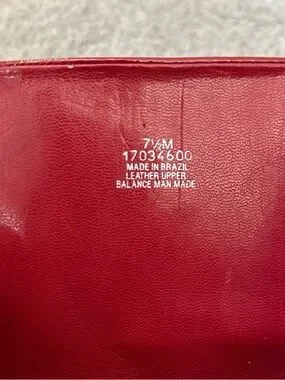 7½M
17034600
MADE IN BRAZIL
LEATHER UPPER
BALANCE MAN MADE